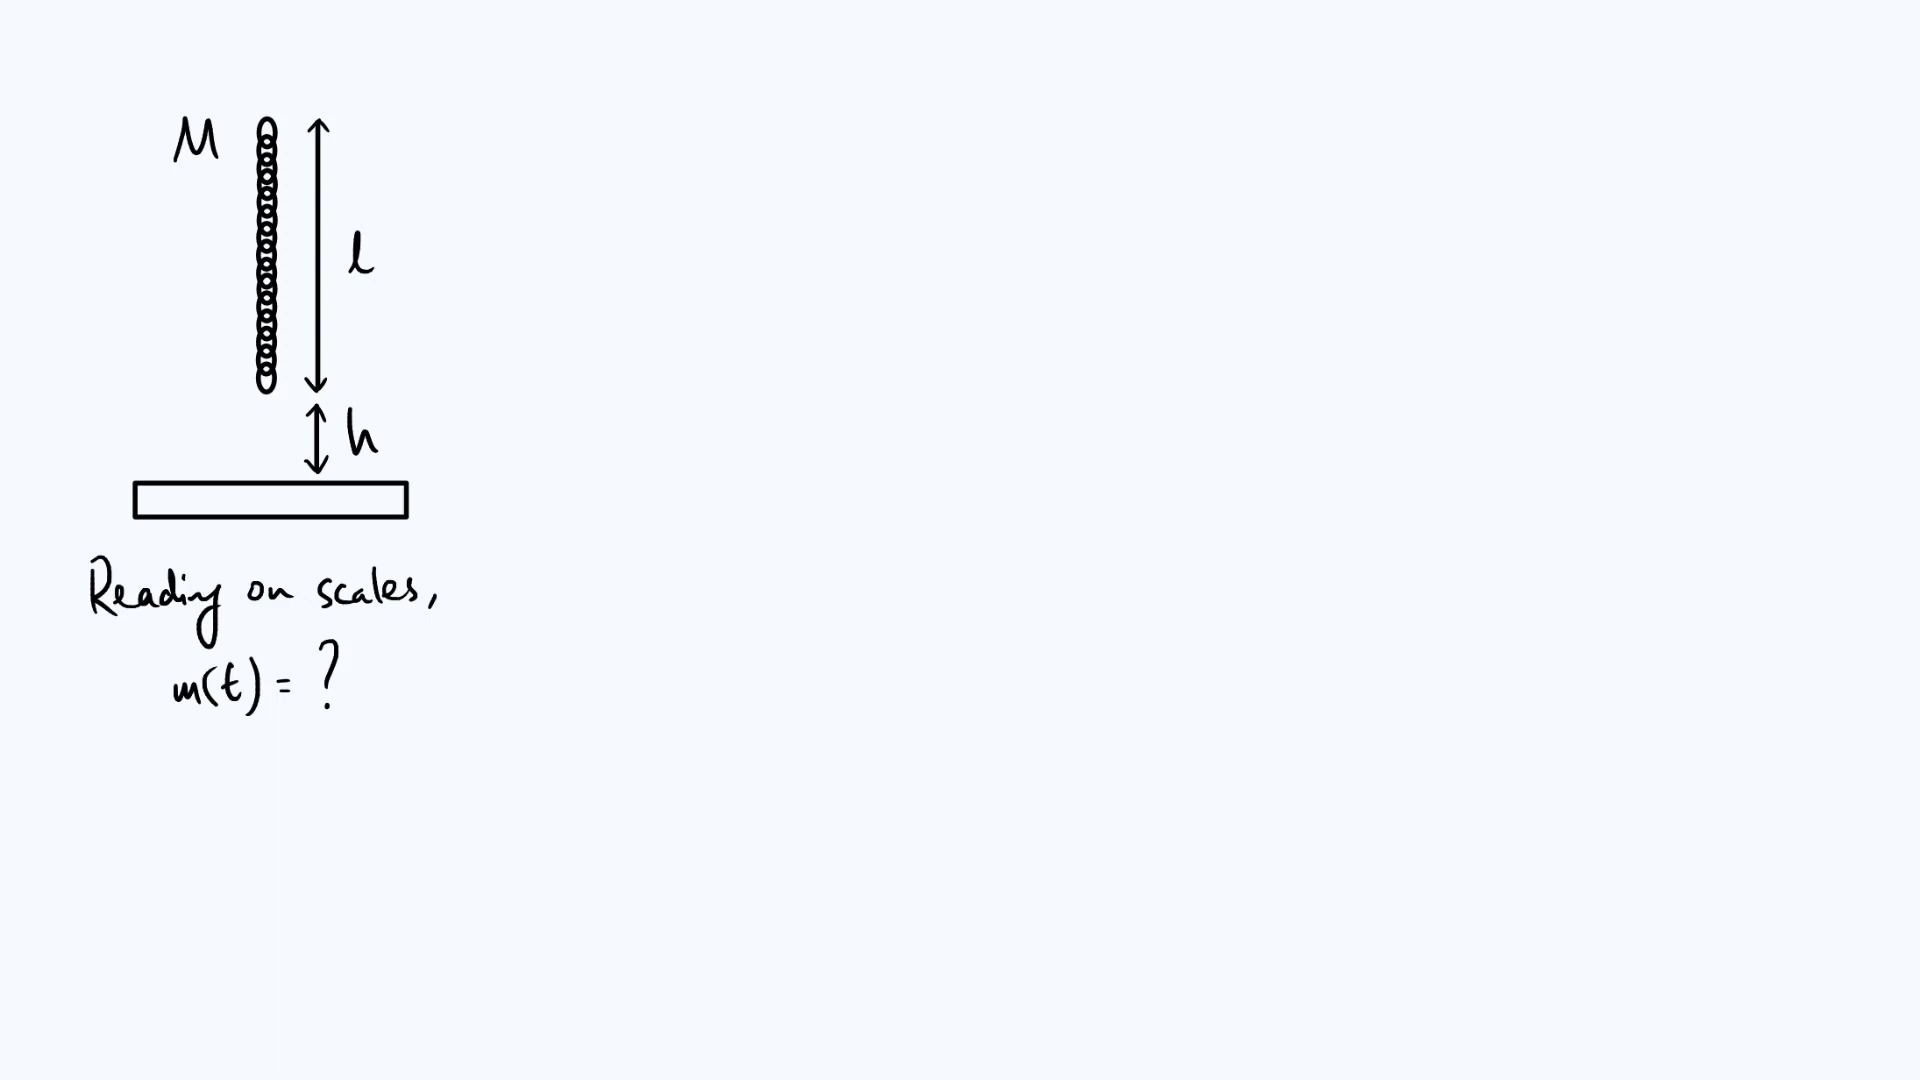 M
l
h
Reading on scales,
m(t) = ?